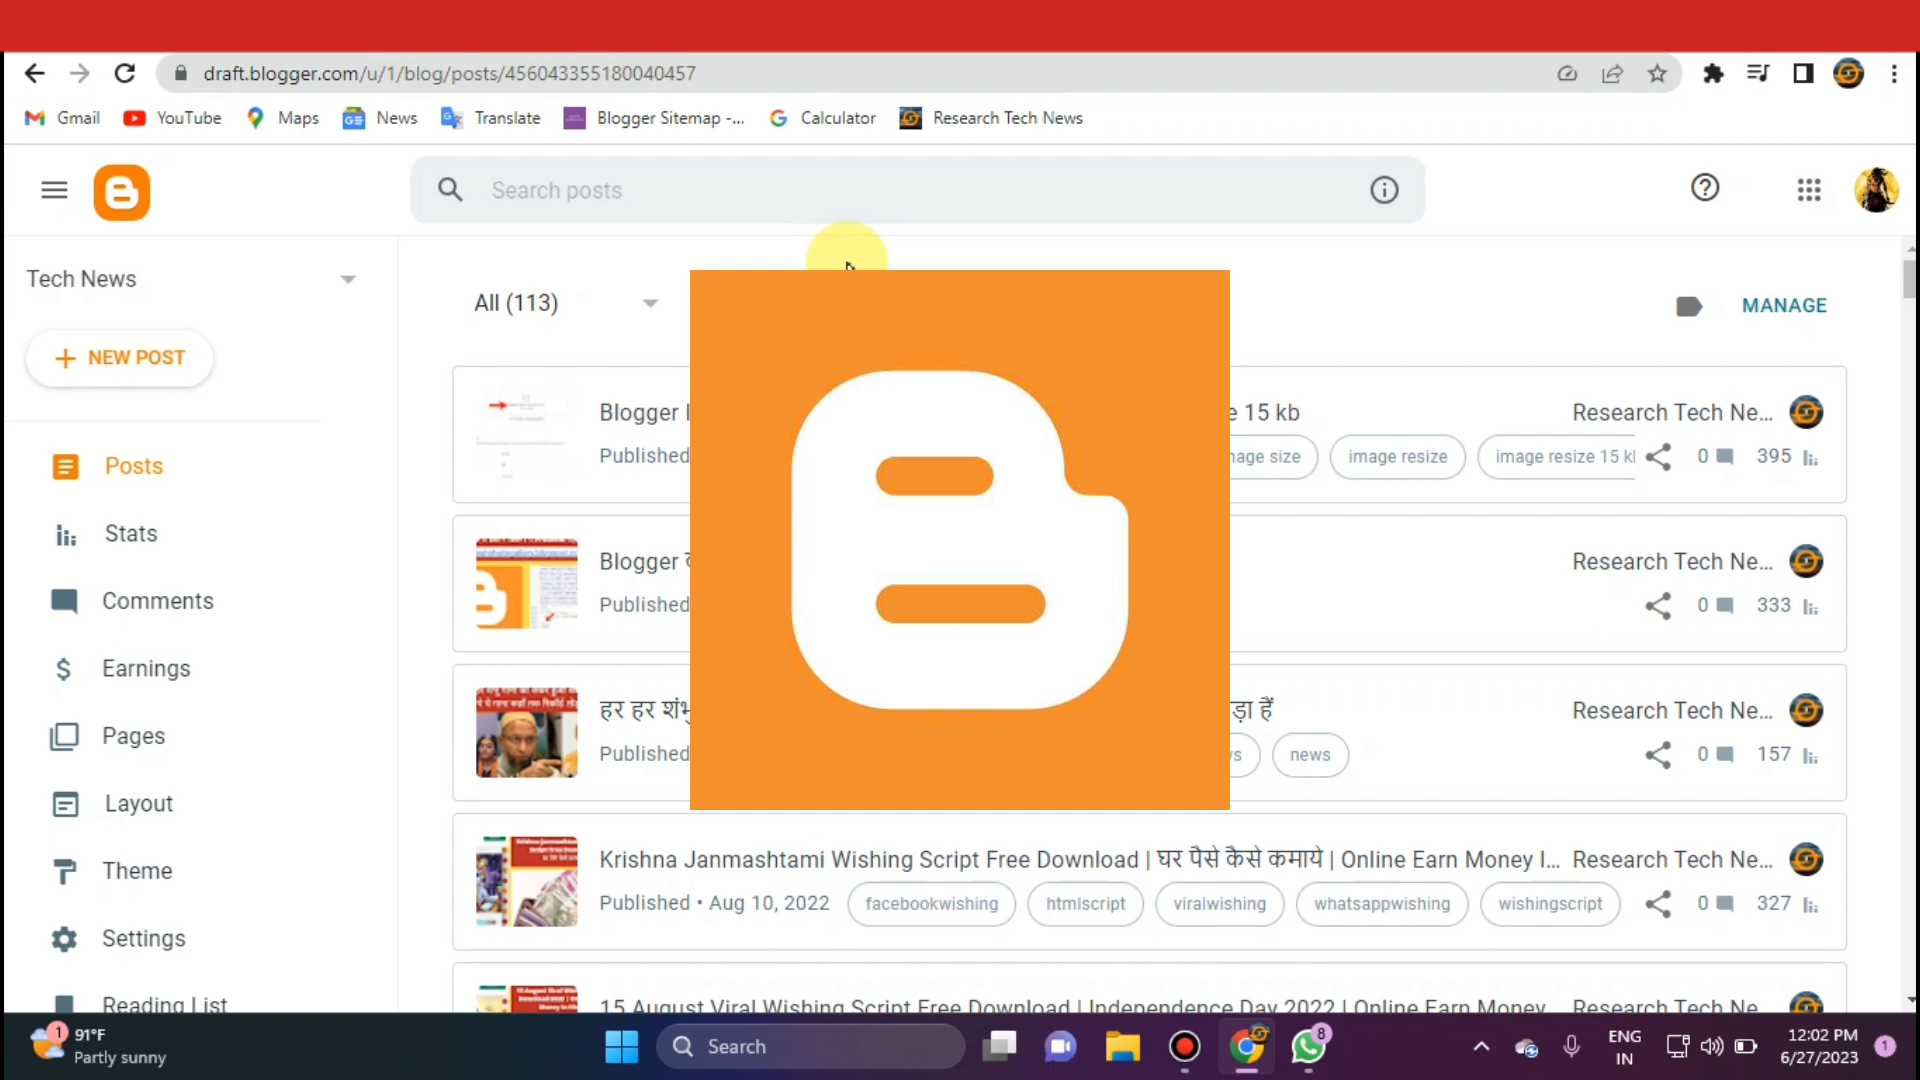 draft.blogger.com/u/1/blog/posts/456043355180040457
Gmail YouTube Maps News Translate Blogger Sitemap -... Calculator Research Tech News
Search posts
Tech News
All (113) MANAGE
NEW POST
Blogger 15 kb Research Tech Ne...
Published size image resize image resize 15 0 395
Posts
Stats
Blogger Research Tech Ne...
Published 0 333
Comments
Earnings
हर हर हैं Research Tech Ne...
Published news 0 157
Pages
Layout
Krishna Janmashtami Wishing Script Free Download | घर पैसे कैसे कमाये | Online Earn Money I... Research Tech Ne...
Published • Aug 10, 2022 facebookwishing htmlscript viralwishing whatsappwishing wishingscript 0 327
Theme
Settings
Reading List
15 August Viral Wishing Script Free Download | Independence Day 2022 | Online Earn Money Research Tech Ne
1 91°F
Partly sunny
Search
8
ENG
IN
12:02 PM
6/27/2023
1